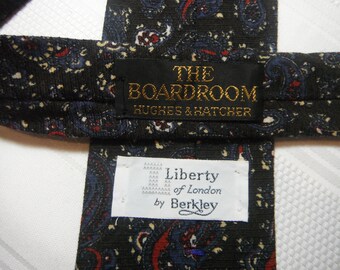 THE
BOARDROOM
HUGHES & HATCHER
Liberty
of London
by Berkley